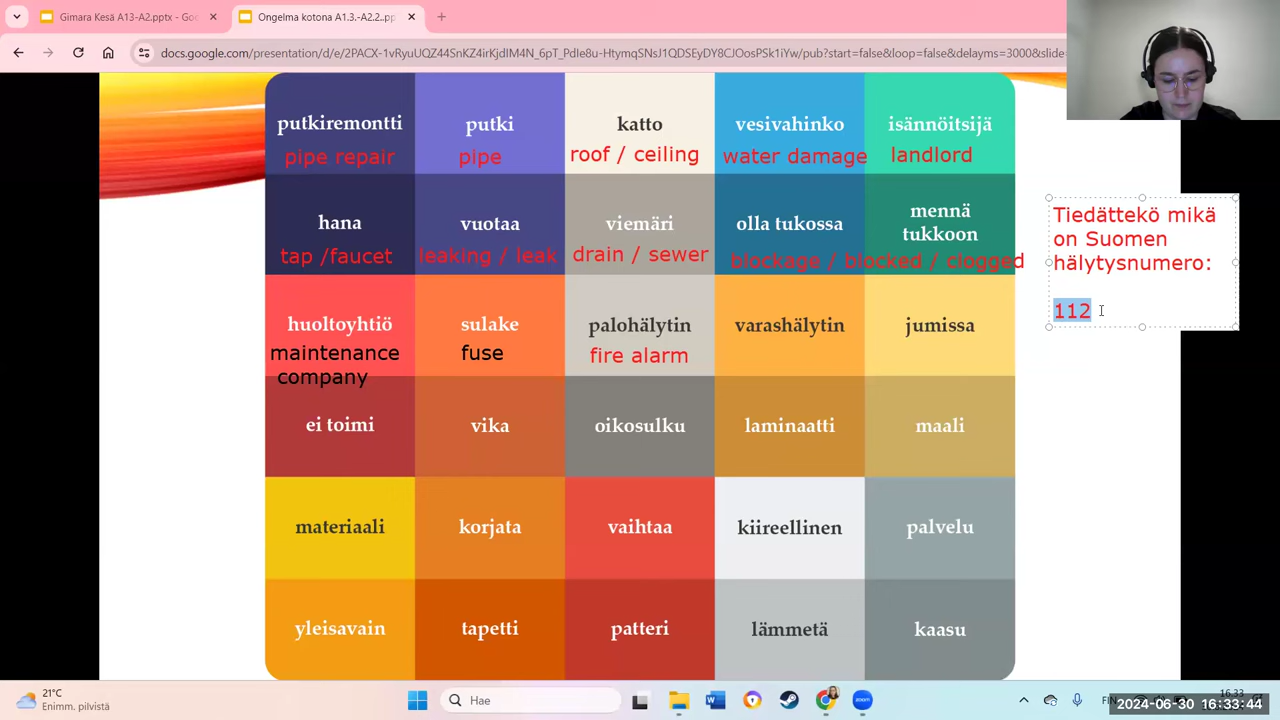 Gimara Kesä A13-A2.pptx - Goo
Ongelma kotona A1.3.-A2.2..pp
docs.google.com/presentation/d/e/2PACX-1vRyuUQZ44SnKZ4irKjdIM4N_6pT_PdIe8u-HtymqSNsJ1QDSEyDY8CJOosPSk1iYw/pub?start=false&loop=false&delayms=3000&slide
putkiremontti putki katto vesivahinko isännöitsijä
pipe repair pipe roof / ceiling water damage landlord
hana vuotaa viemäri olla tukossa mennä tukkoon
tap /faucet leaking / leak drain / sewer blockage / blocked / clogged
Tiedättekö mikä
on Suomen
hälytysnumero:
112
huoltoyhtiö sulake palohälytin varashälytin jumissa
maintenance
company
fuse fire alarm
ei toimi vika oikosulku laminaatti maali
materiaali korjata vaihtaa kiireellinen palvelu
yleisavain tapetti patteri lämmetä kaasu
21°C
Enimm. pilvistä
Hae
zoom
FIN
16.33
2024-06-30 16:33:44